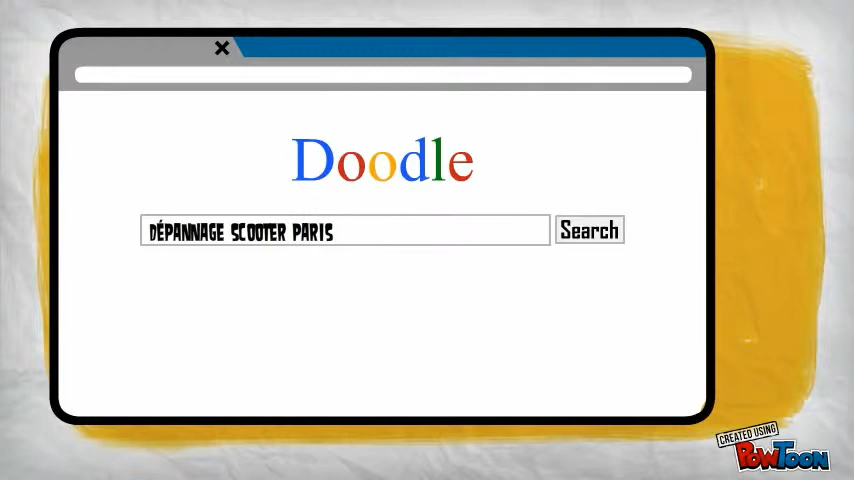 Doodle
DÉPANNAGE SCOOTER PARIS
Search
CREATED USING
POWTOON